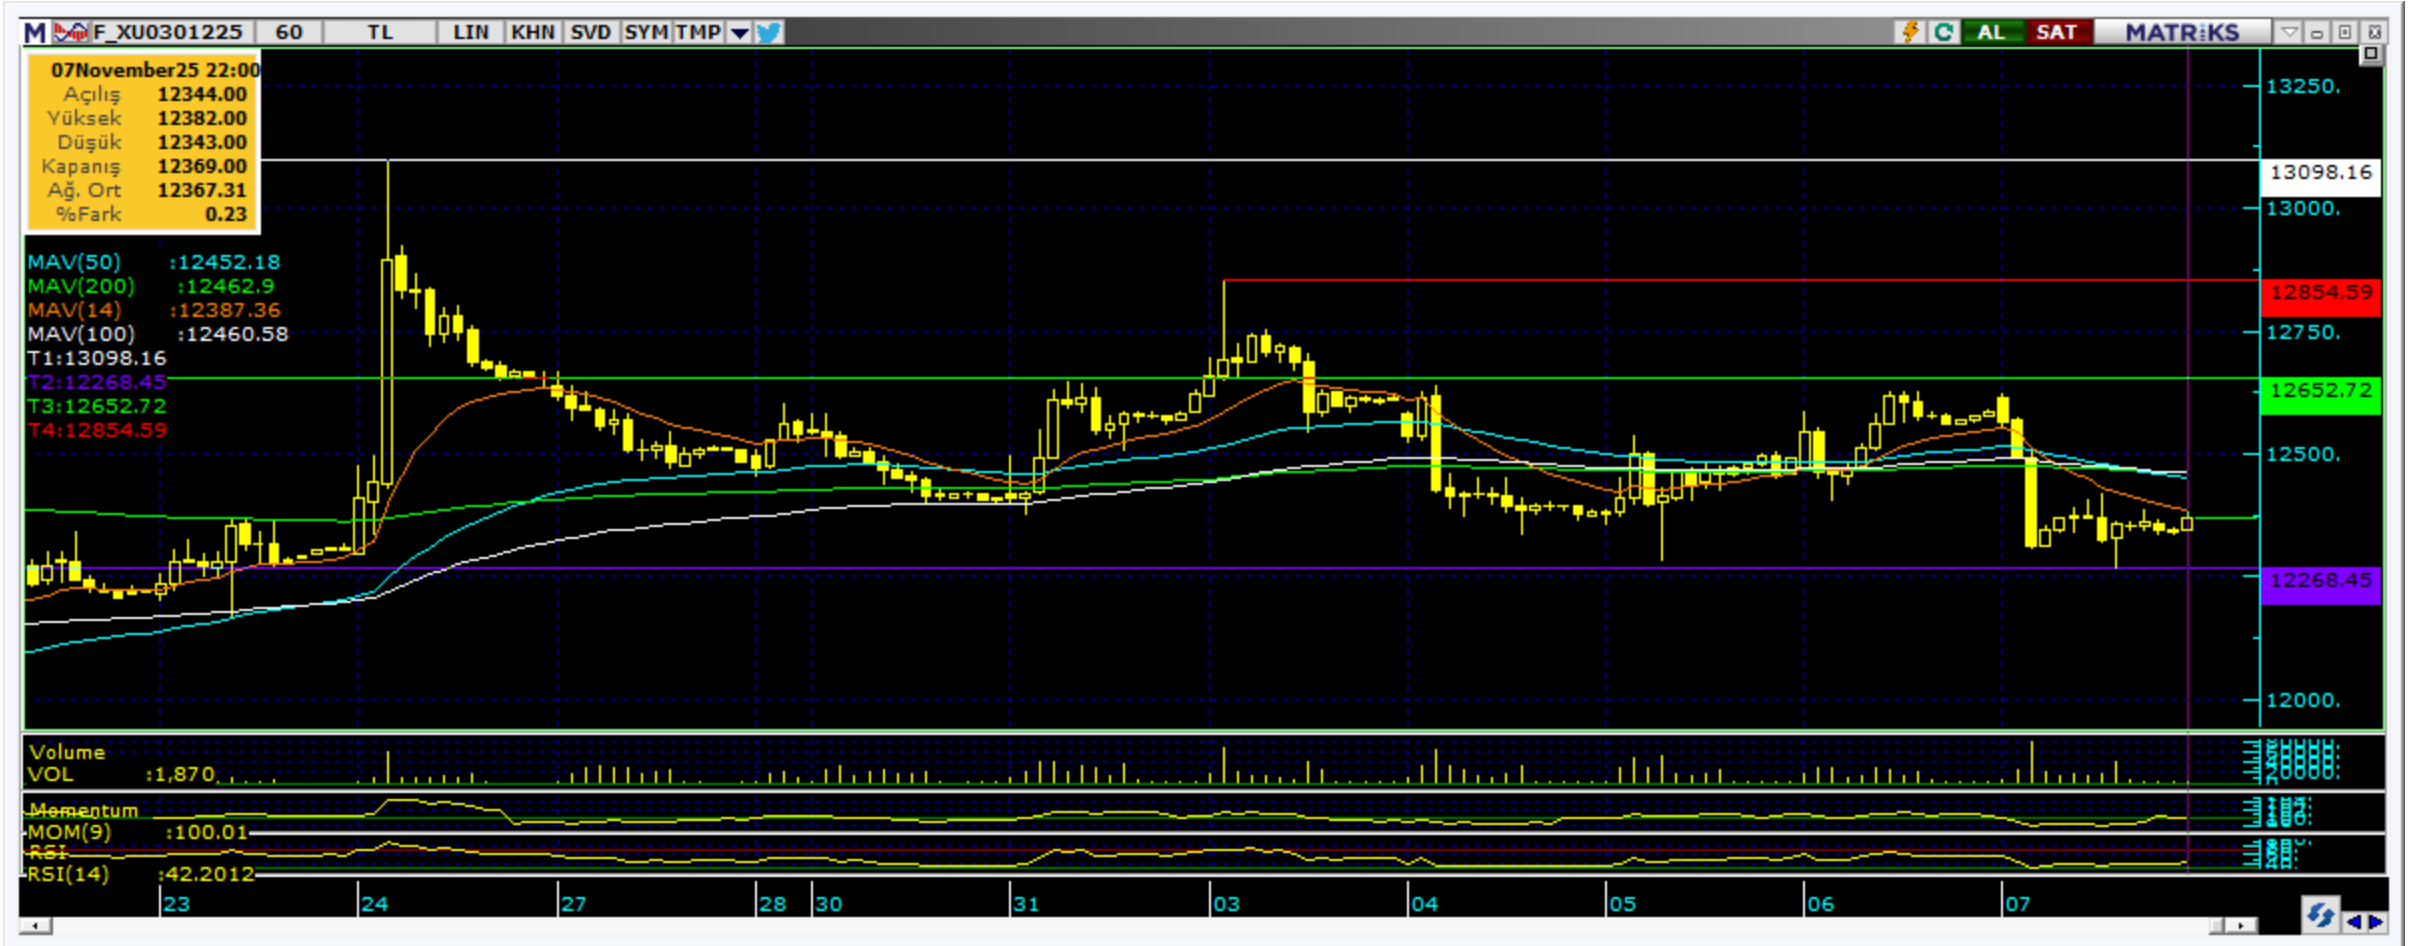 M F_XU0301225 60 TL LIN KHN SVD SYM TMP AL SAT MATRiKS
07November25 22:00
Açılış 12344.00
Yüksek 12382.00
Düşük 12343.00
Kapanış 12369.00
Ağ. Ort 12367.31
%Fark 0.23
MAV(50) :12452.18
MAV(200) :12462.9
MAV(14) :12387.36
MAV(100) :12460.58
T1:13098.16
T2:12268.45
T3:12652.72
T4:12854.59
13250.
13098.16
13000.
12854.59
12750.
12652.72
12500.
12268.45
12000.
Volume
VOL :1,870
Momentum
MOM(9) :100.01
RSI
RSI(14) :42.2012
23 24 27 28 30 31 03 04 05 06 07